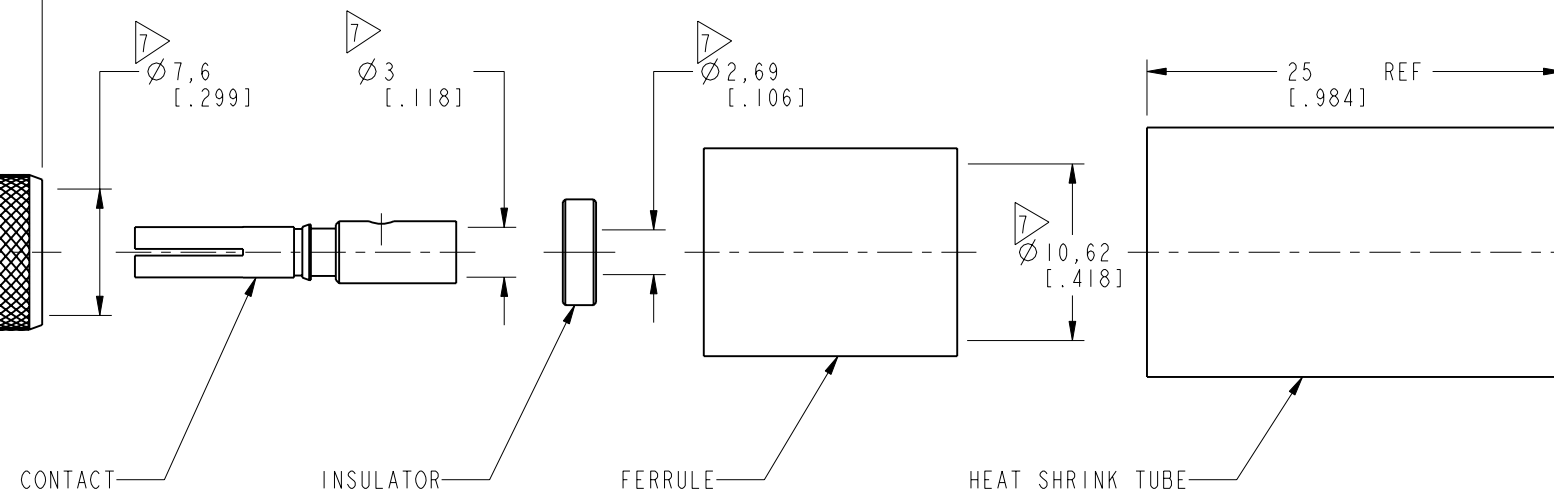 7
Ø7,6
[.299]
7
Ø3
[.118]
7
Ø2,69
[.106]
25 REF
[.984]
7
Ø10,62
[.418]
CONTACT
INSULATOR
FERRULE
HEAT SHRINK TUBE